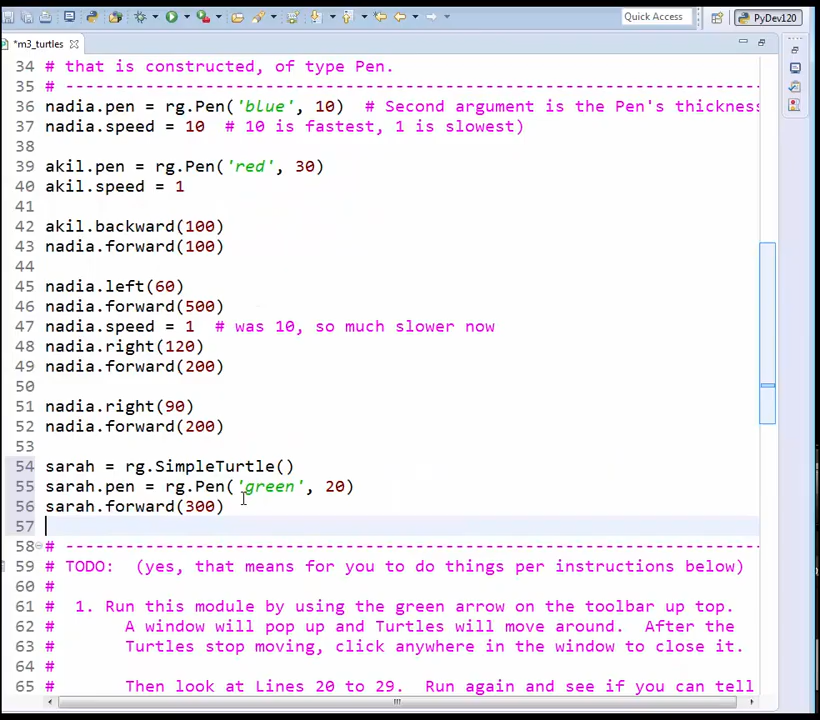 Quick Access
PyDev120
*m3_turtles
34 # that is constructed, of type Pen.
35 # ----------------------------------------------------------------------
36 nadia.pen = rg.Pen('blue', 10)  # Second argument is the Pen's thickness
37 nadia.speed = 10  # 10 is fastest, 1 is slowest)
38
39 akil.pen = rg.Pen('red', 30)
40 akil.speed = 1
41
42 akil.backward(100)
43 nadia.forward(100)
44
45 nadia.left(60)
46 nadia.forward(500)
47 nadia.speed = 1  # was 10, so much slower now
48 nadia.right(120)
49 nadia.forward(200)
50
51 nadia.right(90)
52 nadia.forward(200)
53
54 sarah = rg.SimpleTurtle()
55 sarah.pen = rg.Pen('green', 20)
56 sarah.forward(300)
57
58 # ----------------------------------------------------------------------
59 # TODO:  (yes, that means for you to do things per instructions below)
60 #
61 #  1. Run this module by using the green arrow on the toolbar up top.
62 #       A window will pop up and Turtles will move around.  After the
63 #       Turtles stop moving, click anywhere in the window to close it.
64 #
65 #       Then look at Lines 20 to 29.  Run again and see if you can tell